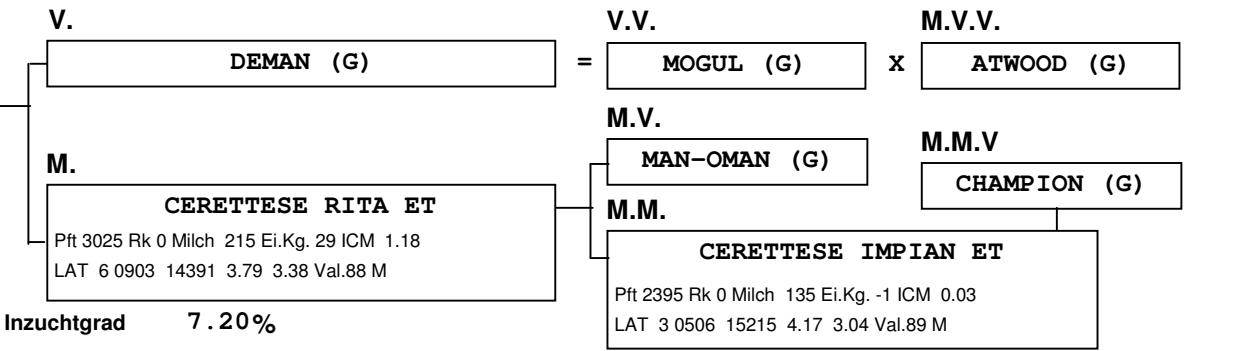 V.
V.V.
M.V.V.
DEMAN (G)
=
MOGUL (G)
X
ATWOOD (G)
M.V.
MAN-OMAN (G)
M.M.V
CHAMPION (G)
M.
CERETTESE RITA ET
Pft 3025 Rk 0 Milch 215 Ei.Kg. 29 ICM 1.18
LAT 6 0903 14391 3.79 3.38 Val.88 M
M.M.
CERETTESE IMPIAN ET
Pft 2395 Rk 0 Milch 135 Ei.Kg. -1 ICM 0.03
LAT 3 0506 15215 4.17 3.04 Val.89 M
Inzuchtgrad 7.20%